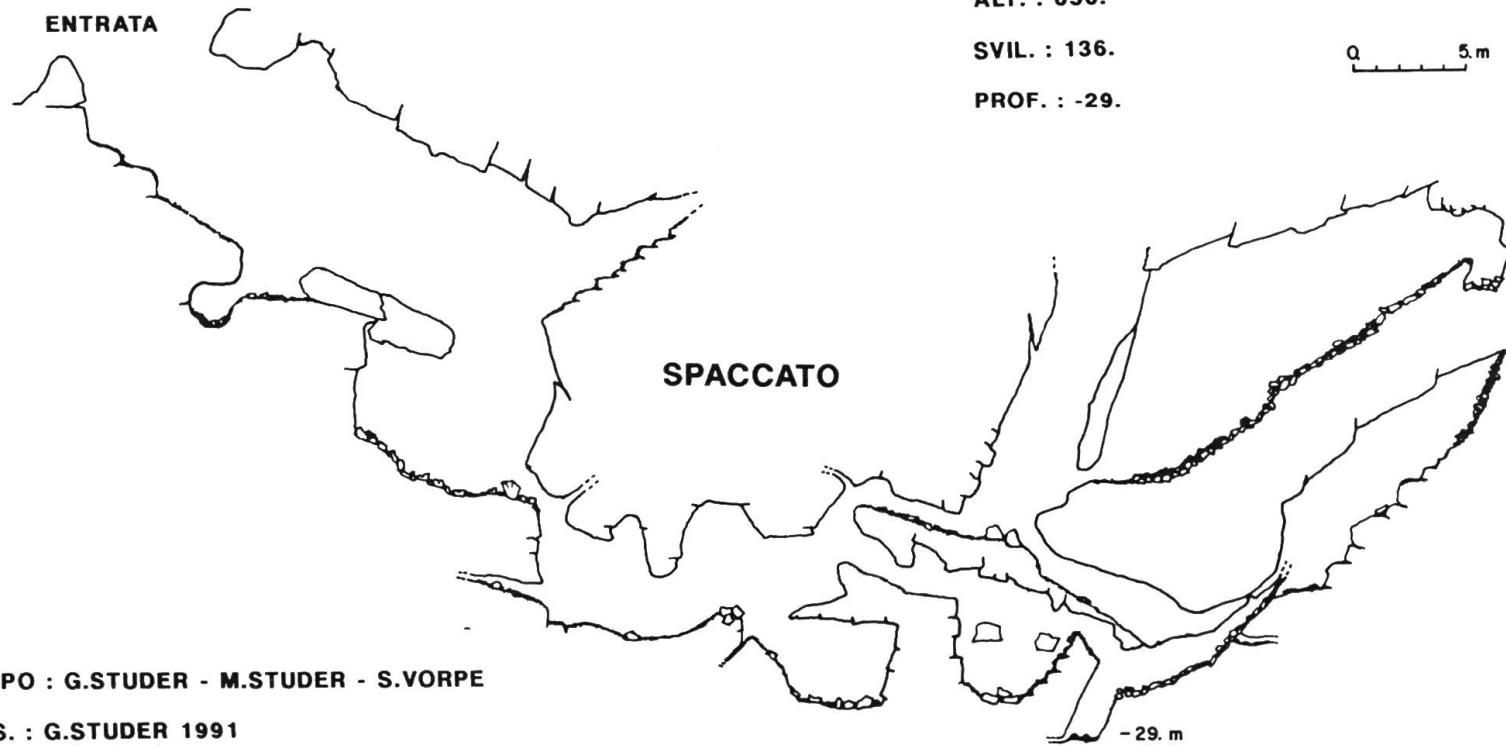 ENTRATA
SVIL. : 136.
PROF. : -29.
0 5. m
SPACCATO
PO : G.STUDER - M.STUDER - S.VORPE
S. : G.STUDER 1991
-29. m